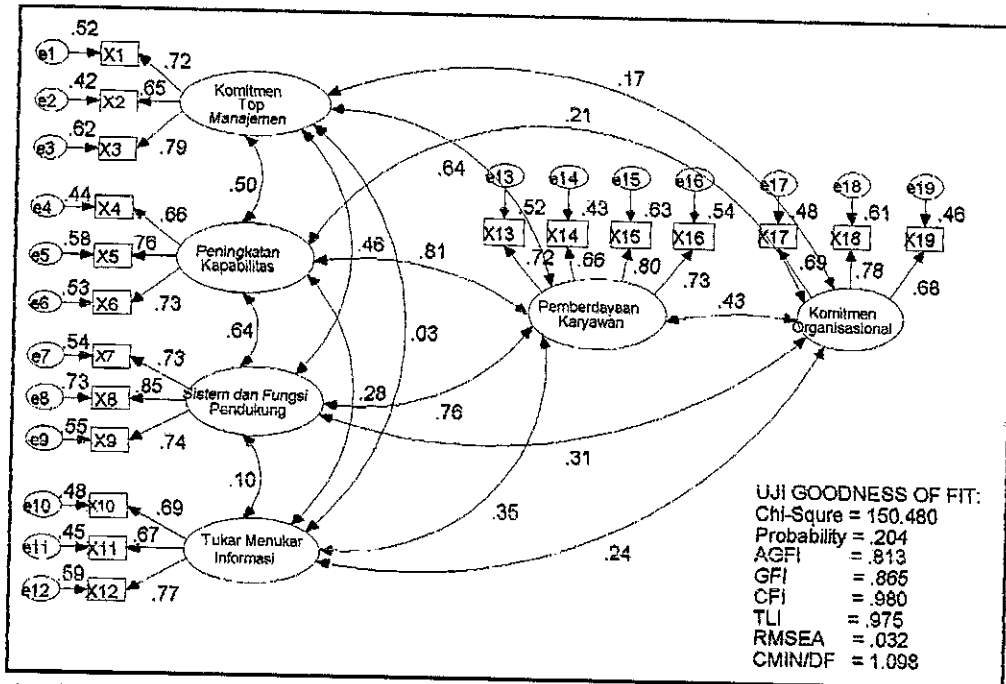 .52
e1
X1
.72
.42
e2
X2
.65
.62
e3
X3
.79
Komitmen
Top
Manajemen
.50
.44
e4
X4
.66
.58
e5
X5
.76
.53
e6
X6
.73
Peningkatan
Kapabilitas
.64
.54
e7
X7
.73
.73
e8
X8
.85
.55
e9
X9
.74
Sistem dan Fungsi
Pendukung
.10
.48
e10
X10
.69
.45
e11
X11
.67
.59
e12
X12
.77
Tukar Menukar
Informasi
.17
.21
.64
.46
.81
.03
.28
.76
.31
.35
.24
.43
e13
e14
e15
e16
.52
.43
.63
.54
X13
X14
X15
X16
.72
.66
.80
.73
Pemberdayaan
Karyawan
e17
e18
e19
.48
.61
.46
X17
X18
X19
.69
.78
.68
Komitmen
Organisasional
UJI GOODNESS OF FIT:
Chi-Squre = 150.480
Probability = .204
AGFI = .813
GFI = .865
CFI = .980
TLI = .975
RMSEA = .032
CMIN/DF = 1.098